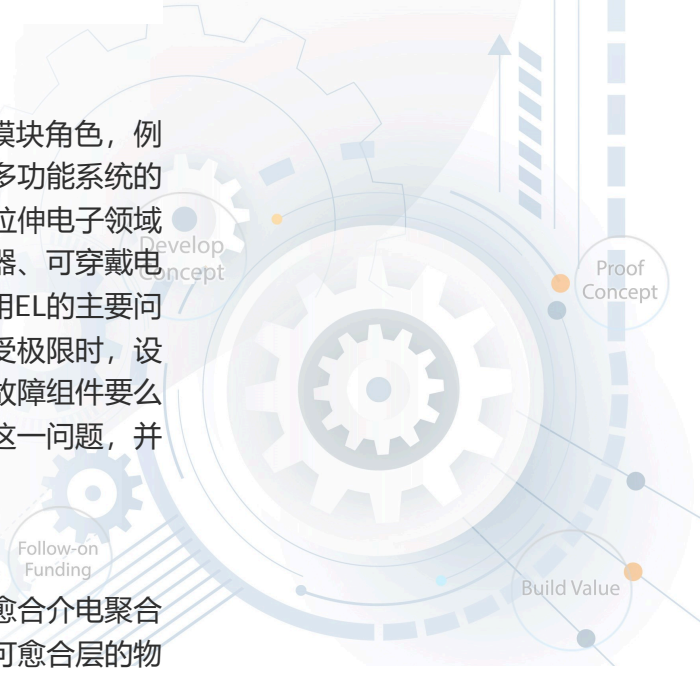 模块角色，例
多功能系统的
拉伸电子领域
Develop
Concept
器、可穿戴电
Proof
Concept
用EL的主要问
受极限时，设
故障组件要么
这一问题，并
Follow-on
Funding
Build Value
愈合介电聚合
可愈合层的物